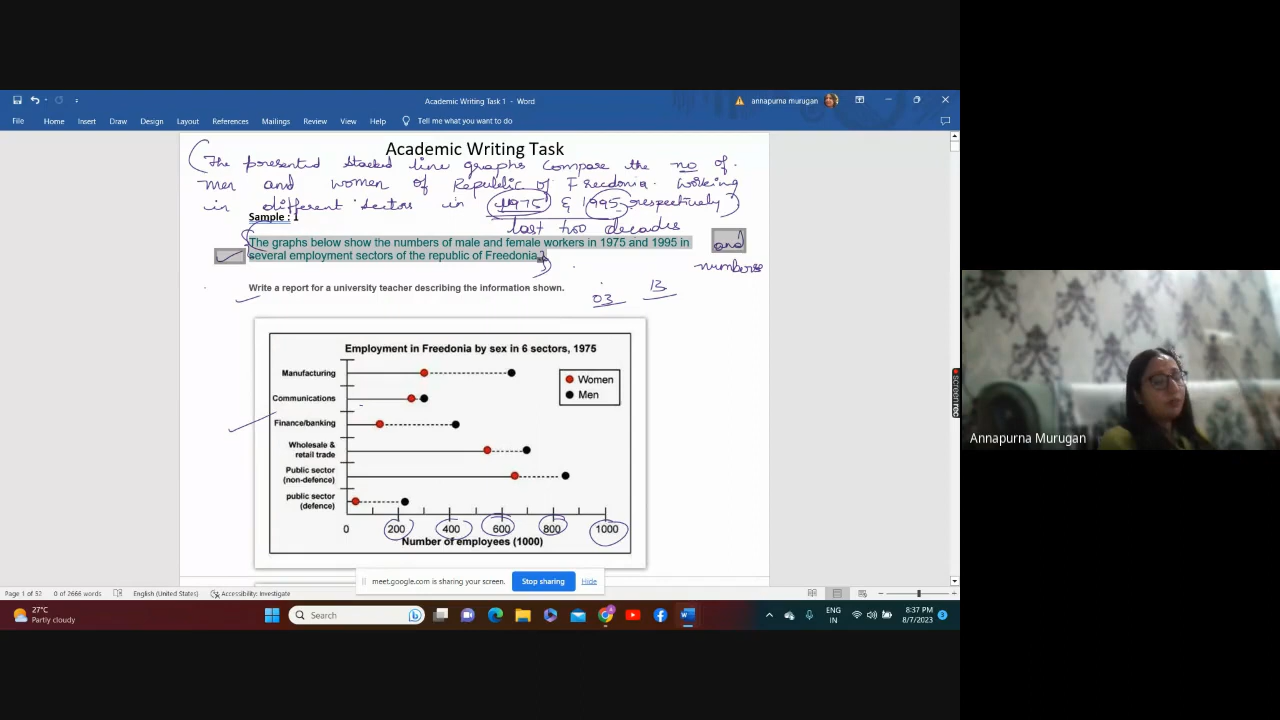 Academic Writing Task 1 - Word
annapurna murugan
File Home Insert Draw Design Layout References Mailings Review View Help Tell me what you want to do
Academic Writing Task
The presented stacked line graphs compare the no of
men and women of Republic of Freedonia working
in different sectors in 1975 & 1995 respectively
last two decades
Sample : 1
The graphs below show the numbers of male and female workers in 1975 and 1995 in
several employment sectors of the republic of Freedonia.
and
numbers
Write a report for a university teacher describing the information shown.
03 13
Employment in Freedonia by sex in 6 sectors, 1975
Manufacturing
Women
Men
Communications
Finance/banking
Wholesale &
retail trade
Public sector
(non-defence)
public sector
(defence)
0 200 400 600 800 1000
Number of employees (1000)
meet.google.com is sharing your screen. Stop sharing Hide
Page 1 of 52 0 of 2666 words English (United States) Accessibility: Investigate
27°C
Partly cloudy
Search
ENG
IN
8:37 PM
8/7/2023
3
screenrec
Annapurna Murugan